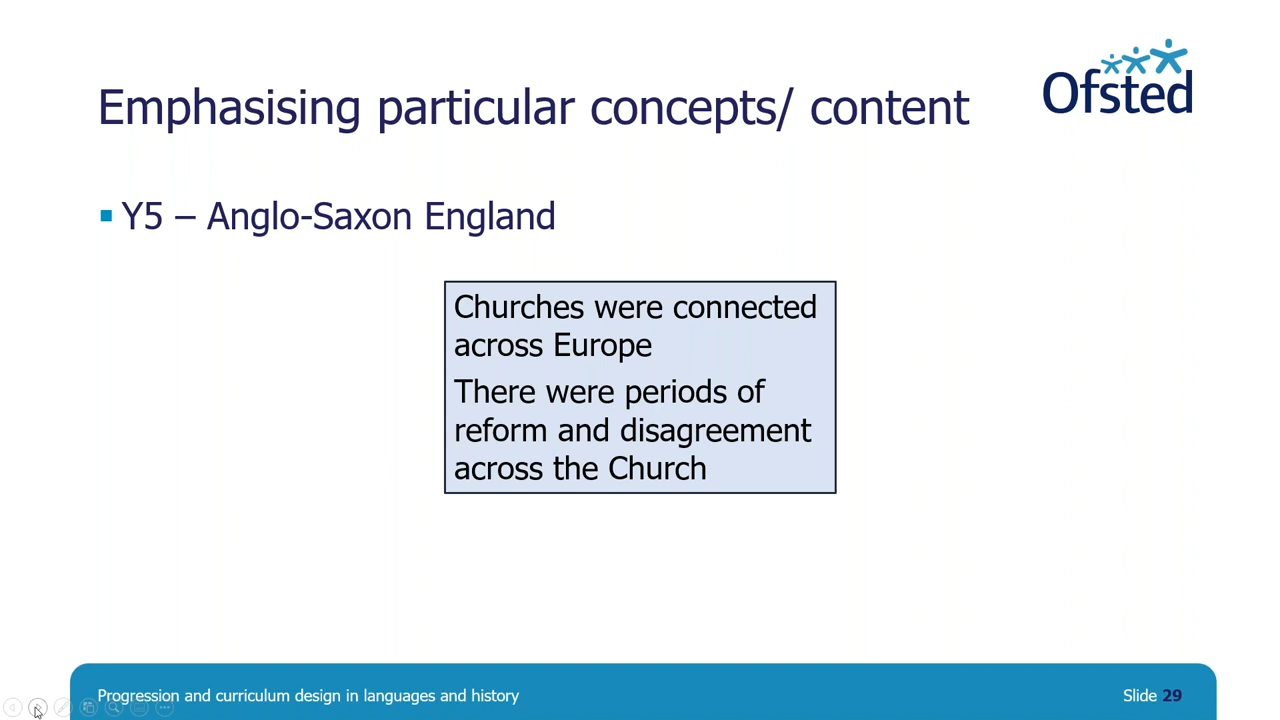 Emphasising particular concepts/ content
Ofsted
Y5 – Anglo-Saxon England
Churches were connected
across Europe
There were periods of
reform and disagreement
across the Church
Progression and curriculum design in languages and history
Slide 29